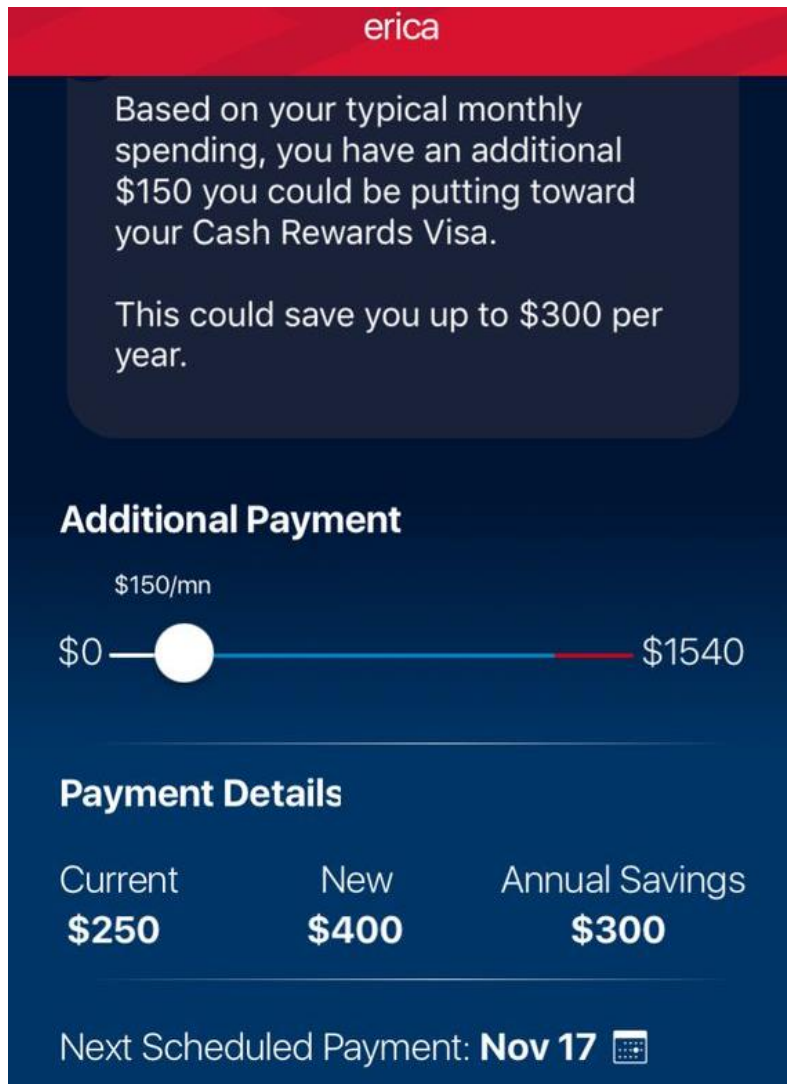 erica
Based on your typical monthly
spending, you have an additional
$150 you could be putting toward
your Cash Rewards Visa.
This could save you up to $300 per
year.
Additional Payment
$150/mn
$0 $1540
Payment Details
Current New Annual Savings
$250 $400 $300
Next Scheduled Payment: Nov 17